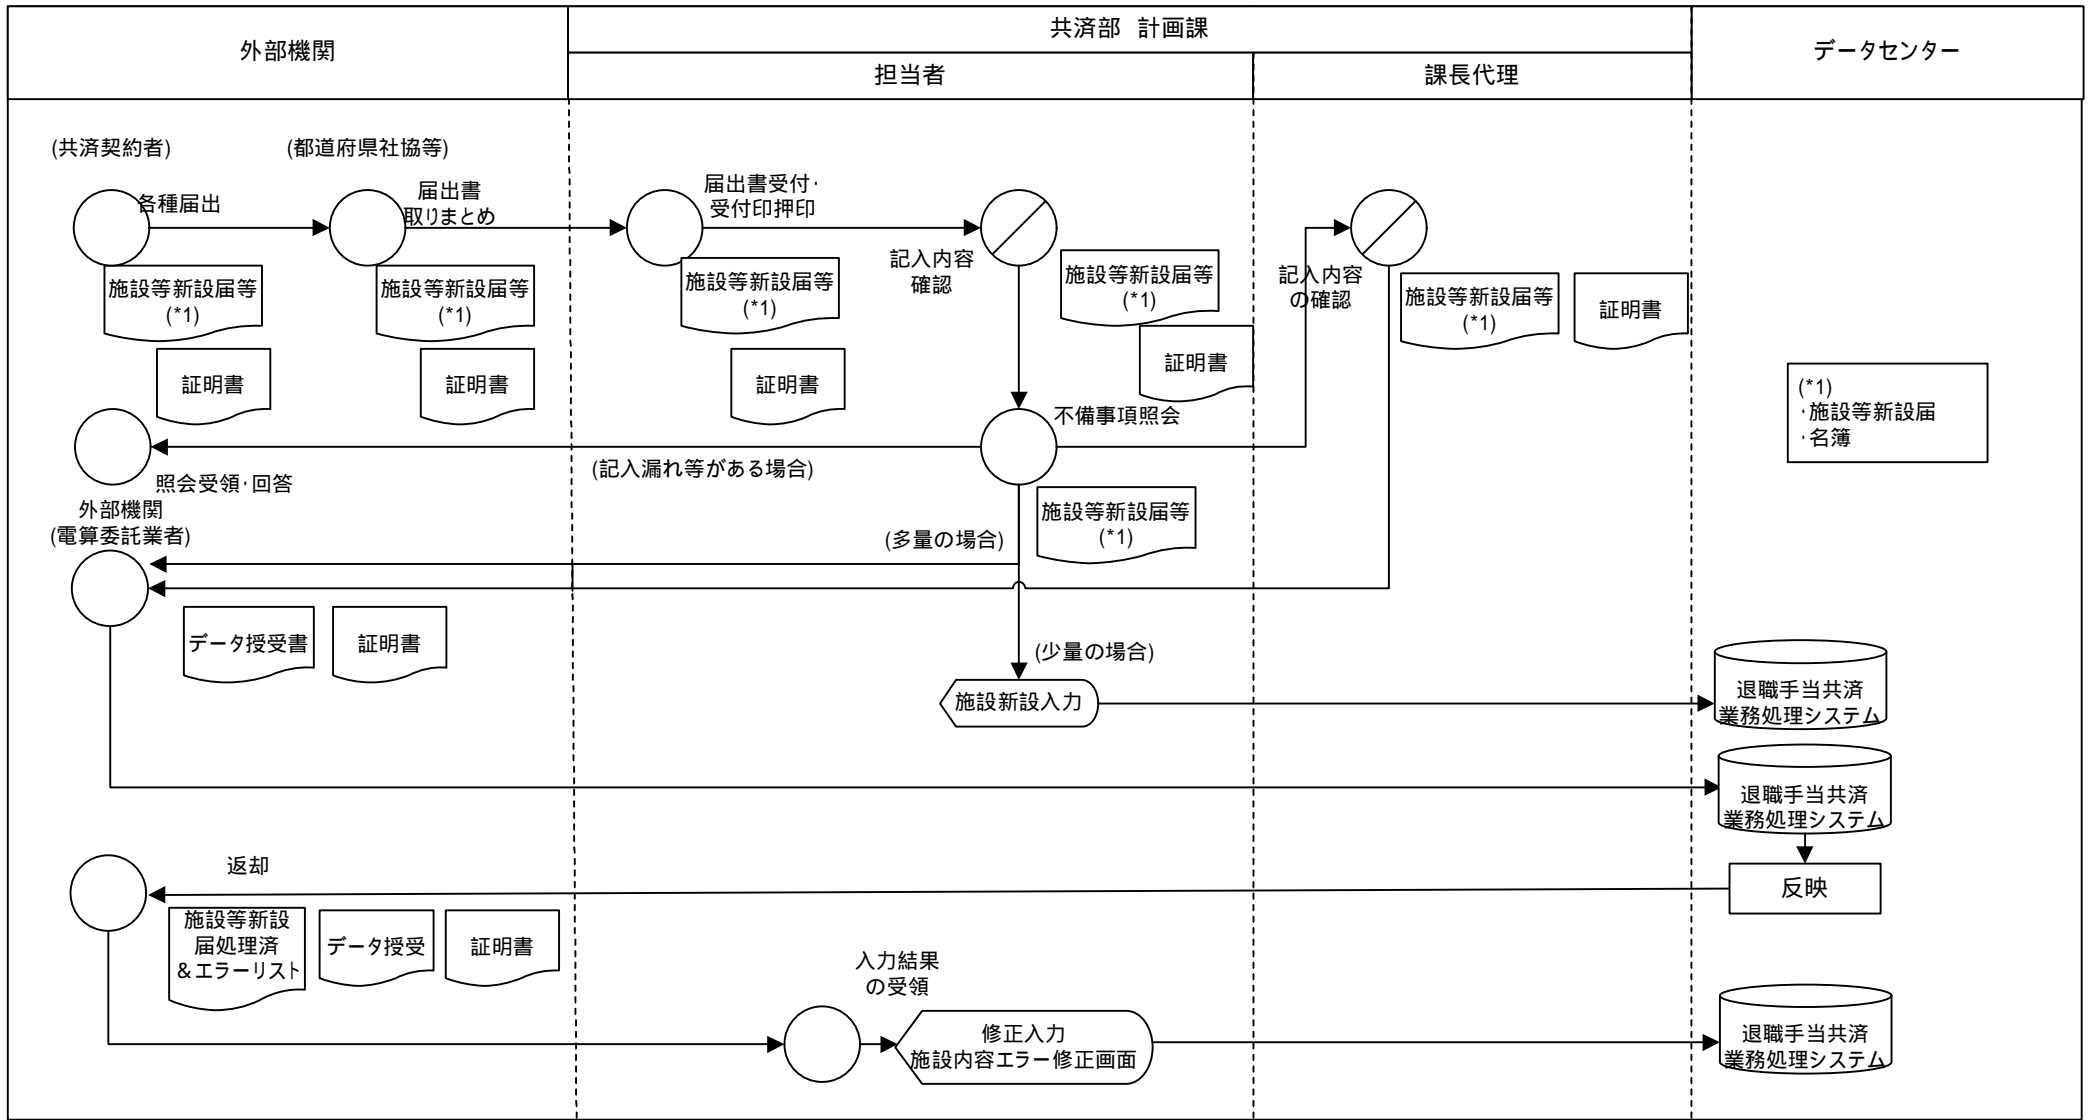 外部機関
共済部 計画課
担当者
課長代理
データセンター
(共済契約者)
(都道府県社協等)
各種届出
届出書
取りまとめ
届出書受付・
受付印押印
記入内容
確認
記入内容
の確認
施設等新設届等
(*1)
証明書
施設等新設届等
(*1)
証明書
施設等新設届等
(*1)
証明書
施設等新設届等
(*1)
証明書
施設等新設届等
(*1)
証明書
(*1)
・施設等新設届
・名簿
不備事項照会
(記入漏れ等がある場合)
照会受領・回答
外部機関
(電算委託業者)
施設等新設届等
(*1)
(多量の場合)
データ授受書
証明書
(少量の場合)
施設新設入力
退職手当共済
業務処理システム
退職手当共済
業務処理システム
返却
反映
施設等新設
届処理済
&エラーリスト
データ授受
証明書
入力結果
の受領
修正入力
施設内容エラー修正画面
退職手当共済
業務処理システム